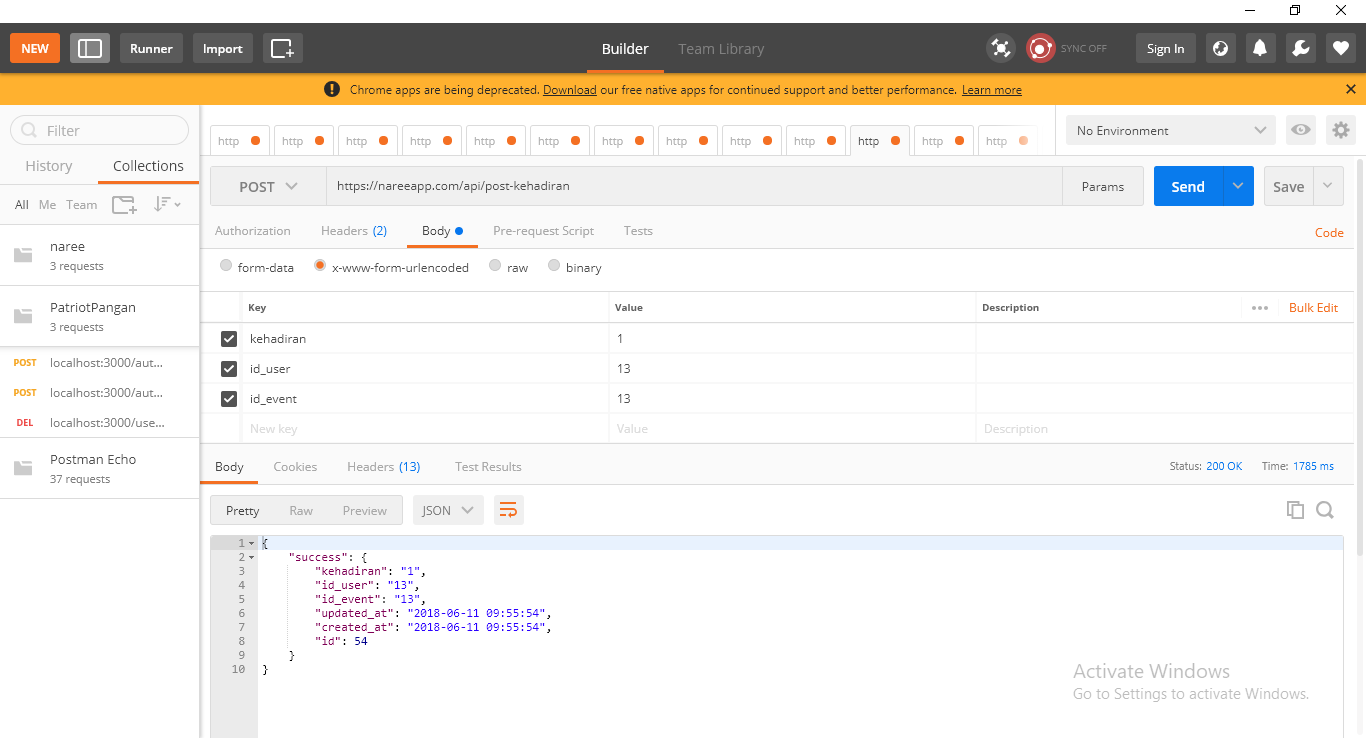 NEW Runner Import Builder Team Library SYNC OFF Sign In
Chrome apps are being deprecated. Download our free native apps for continued support and better performance. Learn more
Filter
History Collections
All Me Team
naree
3 requests
PatriotPangan
3 requests
POST localhost:3000/aut...
POST localhost:3000/aut...
DEL localhost:3000/use...
Postman Echo
37 requests
http http http http http http http http http http http http http
No Environment
POST https://nareeapp.com/api/post-kehadiran Params Send Save
Authorization Headers (2) Body Pre-request Script Tests Code
form-data x-www-form-urlencoded raw binary
Key Value Description Bulk Edit
kehadiran 1
id_user 13
id_event 13
New key Value Description
Body Cookies Headers (13) Test Results Status: 200 OK Time: 1785 ms
Pretty Raw Preview JSON
1 {
2 "success": {
3 "kehadiran": "1",
4 "id_user": "13",
5 "id_event": "13",
6 "updated_at": "2018-06-11 09:55:54",
7 "created_at": "2018-06-11 09:55:54",
8 "id": 54
9 }
10 }
Activate Windows
Go to Settings to activate Windows.